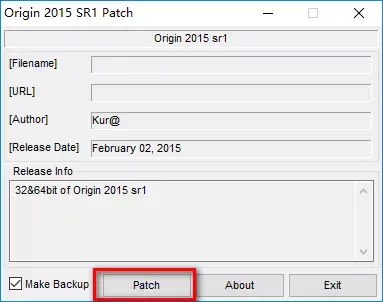 Origin 2015 SR1 Patch
Origin 2015 sr1
[Filename]
[URL]
[Author] Kur@
[Release Date] February 02, 2015
Release Info
32&64bit of Origin 2015 sr1
Make Backup Patch About Exit